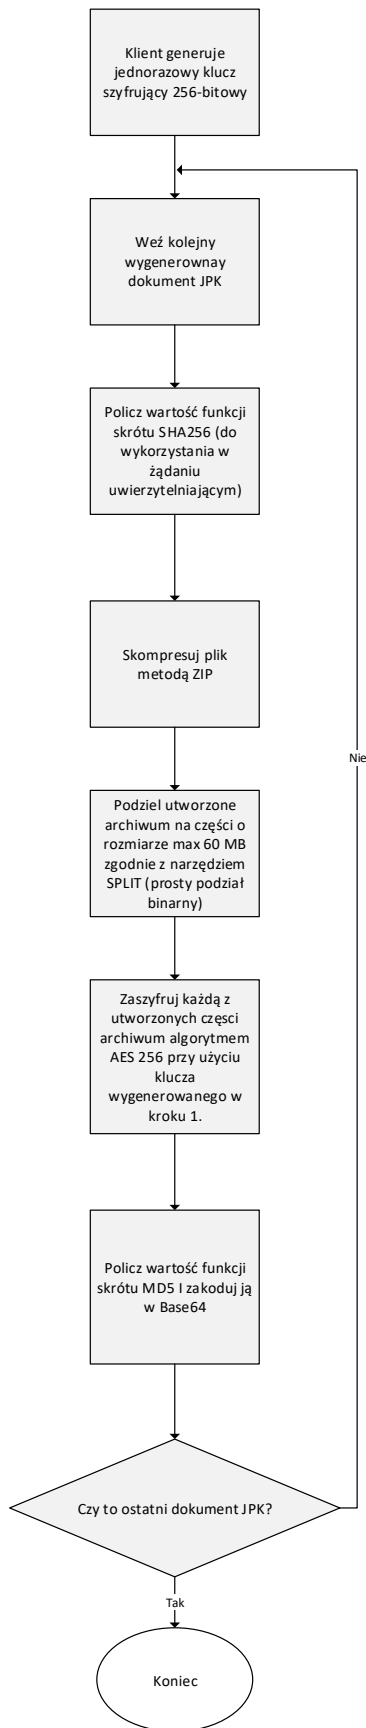 Klient generuje
jednorazowy klucz
szyfrujący 256-bitowy
Weź kolejny
wygenerownay
dokument JPK
Policz wartość funkcji
skrótu SHA256 (do
wykorzystania w
żądaniu
uwierzytelniającym)
Skompresuj plik
metodą ZIP
Nie
Podziel utworzone
archiwum na części o
rozmiarze max 60 MB
zgodnie z narzędziem
SPLIT (prosty podział
binarny)
Zaszyfruj każdą z
utworzonych częsci
archiwum algorytmem
AES 256 przy użyciu
klucza
wygenerowanego w
kroku 1.
Policz wartość funkcji
skrótu MD5 I zakoduj ją
w Base64
Czy to ostatni dokument JPK?
Tak
Koniec